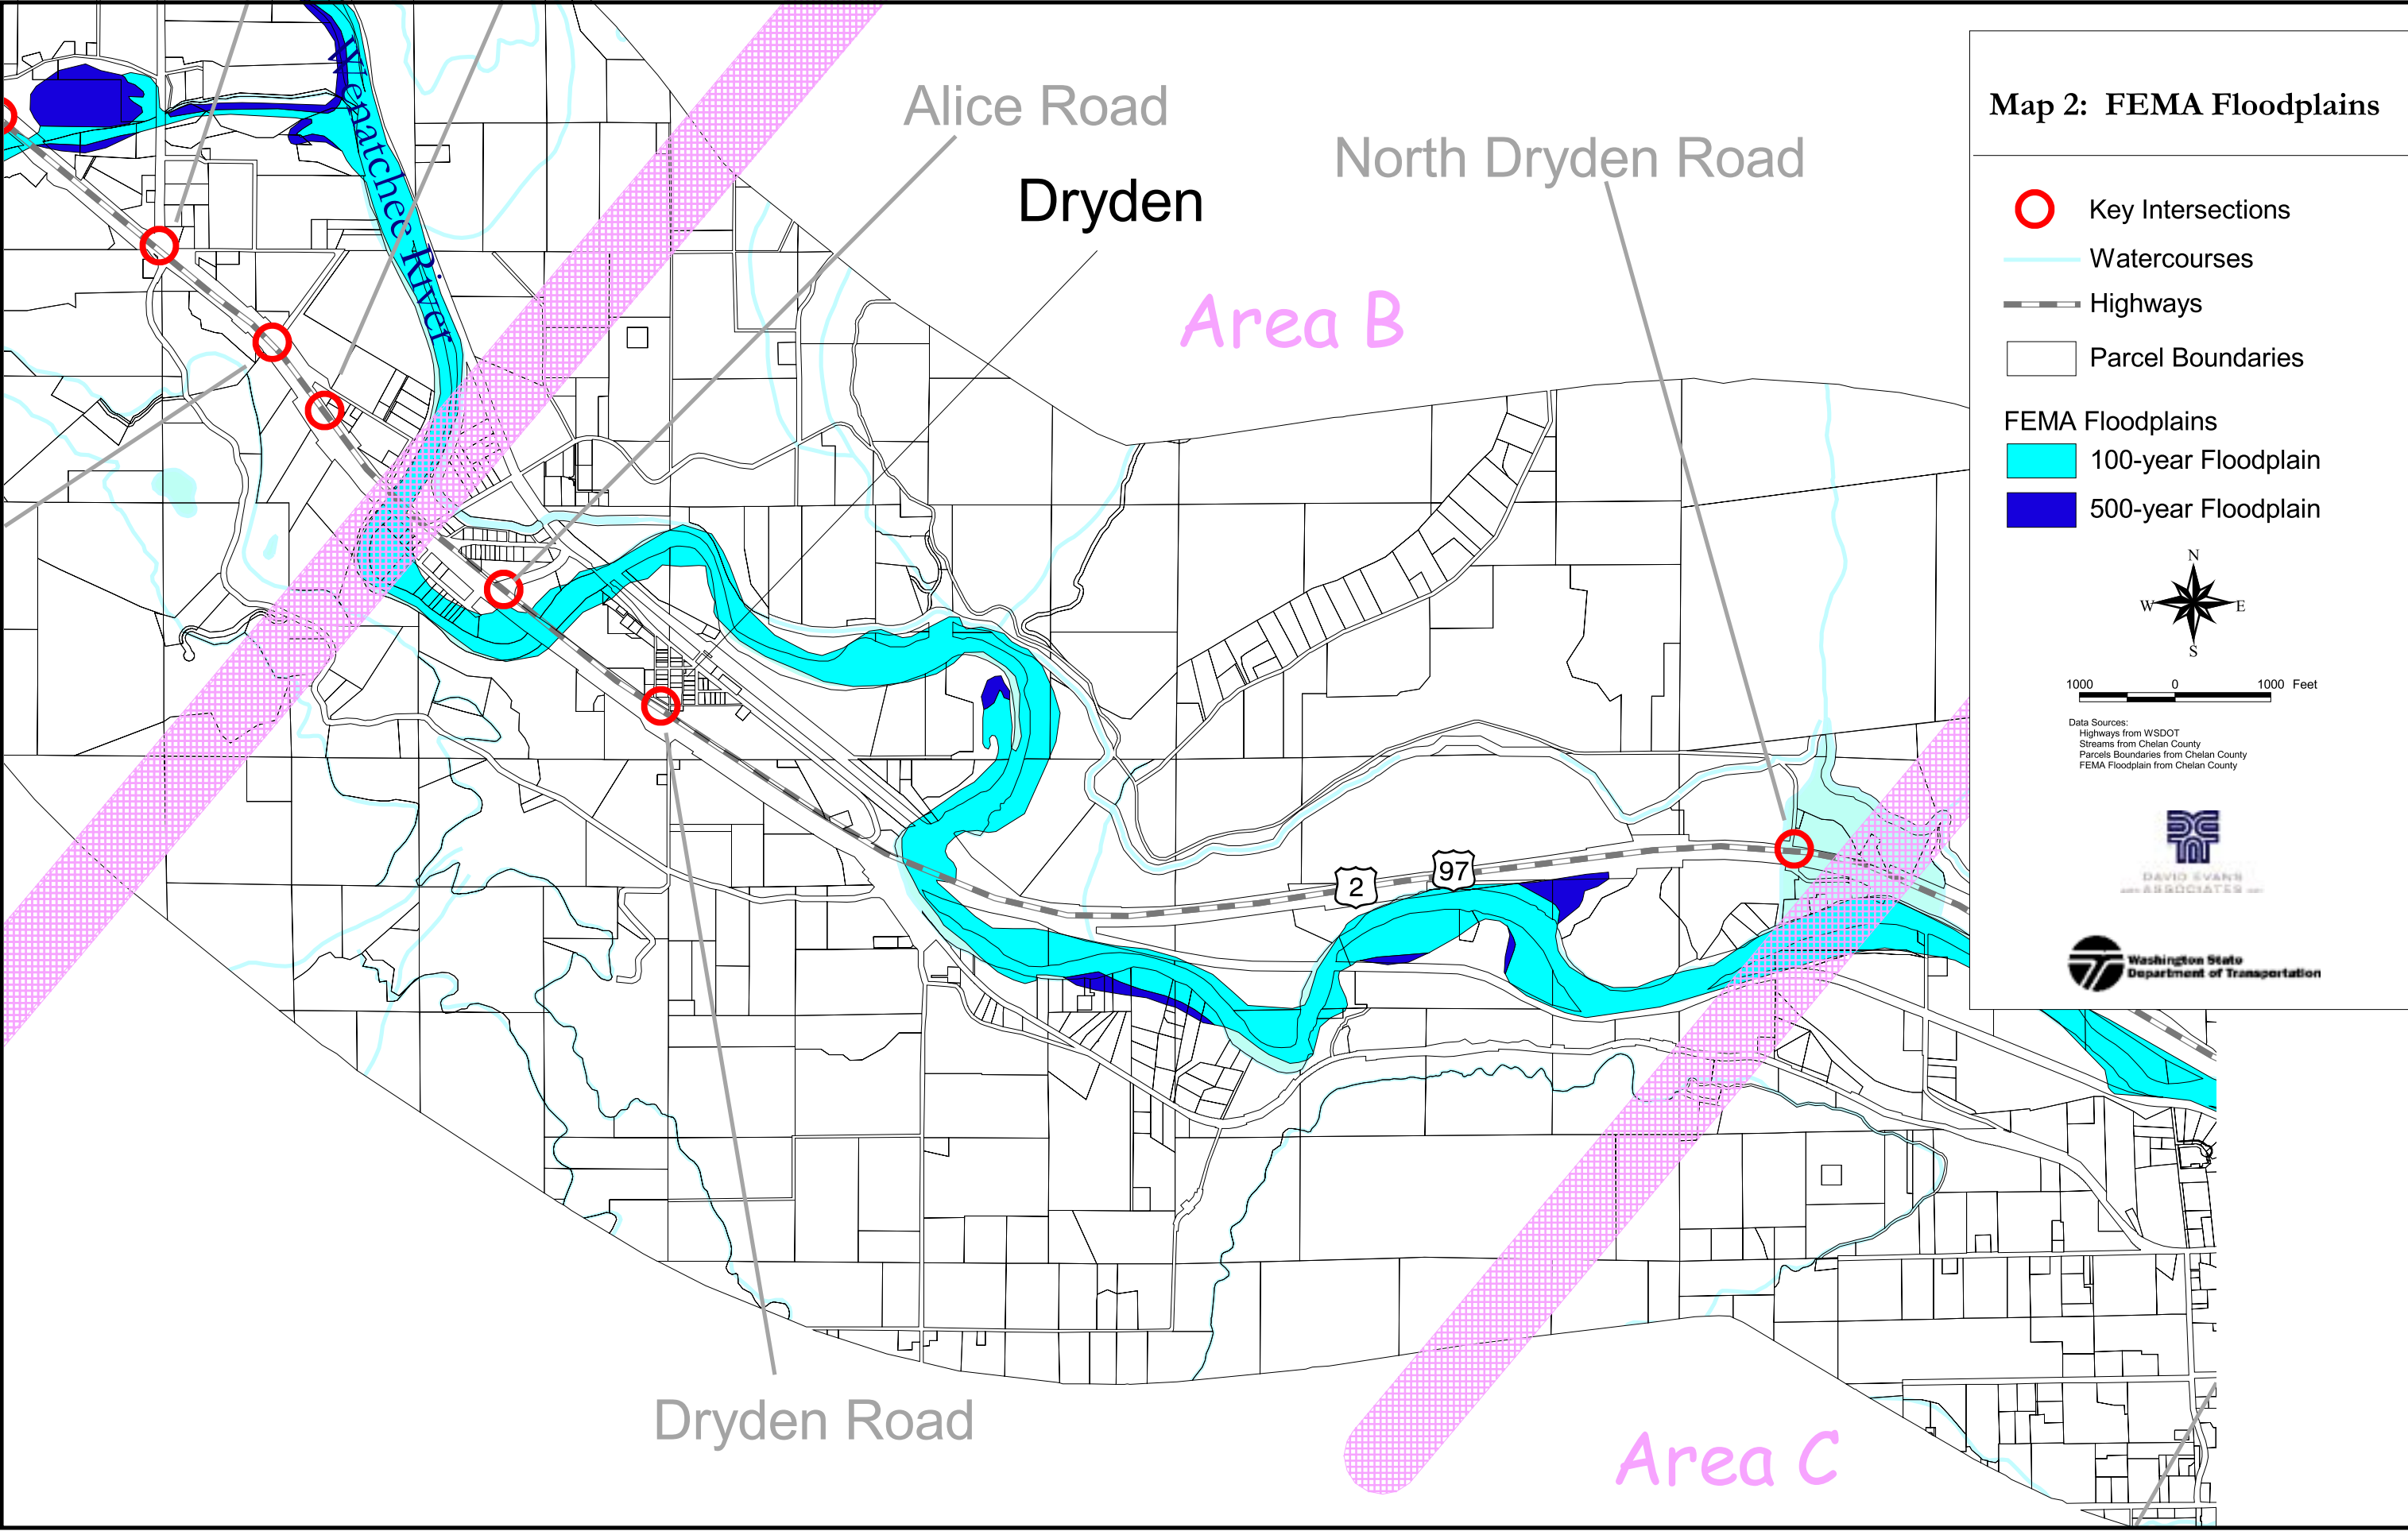 Map 2: FEMA Floodplains
Key Intersections
Watercourses
Highways
Parcel Boundaries
FEMA Floodplains
100-year Floodplain
500-year Floodplain
N
W
E
S
1000 0 1000 Feet
Data Sources:
Highways from WSDOT
Streams from Chelan County
Parcels Boundaries from Chelan County
FEMA Floodplain from Chelan County
DAVID EVANS
AND ASSOCIATES
Washington State
Department of Transportation
Wenatchee River
Alice Road
North Dryden Road
Dryden
Area B
2
97
Dryden Road
Area C